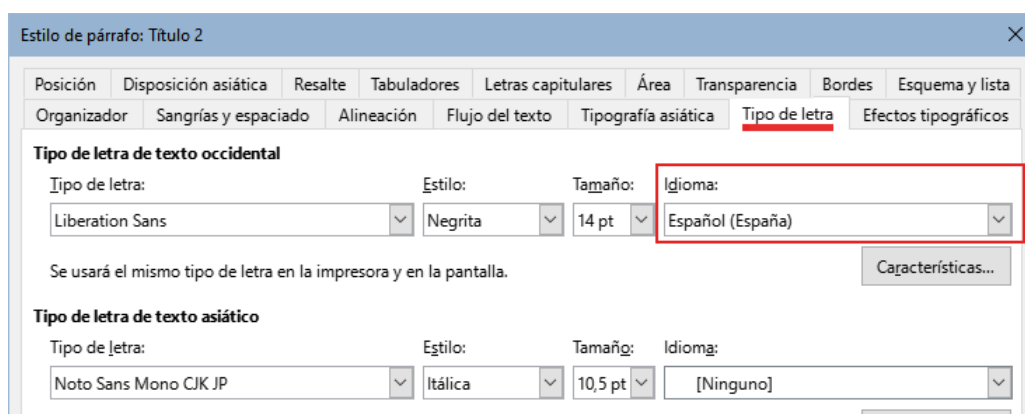 Estilo de párrafo: Título 2
Posición Disposición asiática Resalte Tabuladores Letras capitulares Área Transparencia Bordes Esquema y lista
Organizador Sangrías y espaciado Alineación Flujo del texto Tipografía asiática Tipo de letra Efectos tipográficos
Tipo de letra de texto occidental
Tipo de letra: Estilo: Tamaño: Idioma:
Liberation Sans Negrita 14 pt Español (España)
Se usará el mismo tipo de letra en la impresora y en la pantalla. Características...
Tipo de letra de texto asiático
Tipo de letra: Estilo: Tamaño: Idioma:
Noto Sans Mono CJK JP Itálica 10,5 pt [Ninguno]